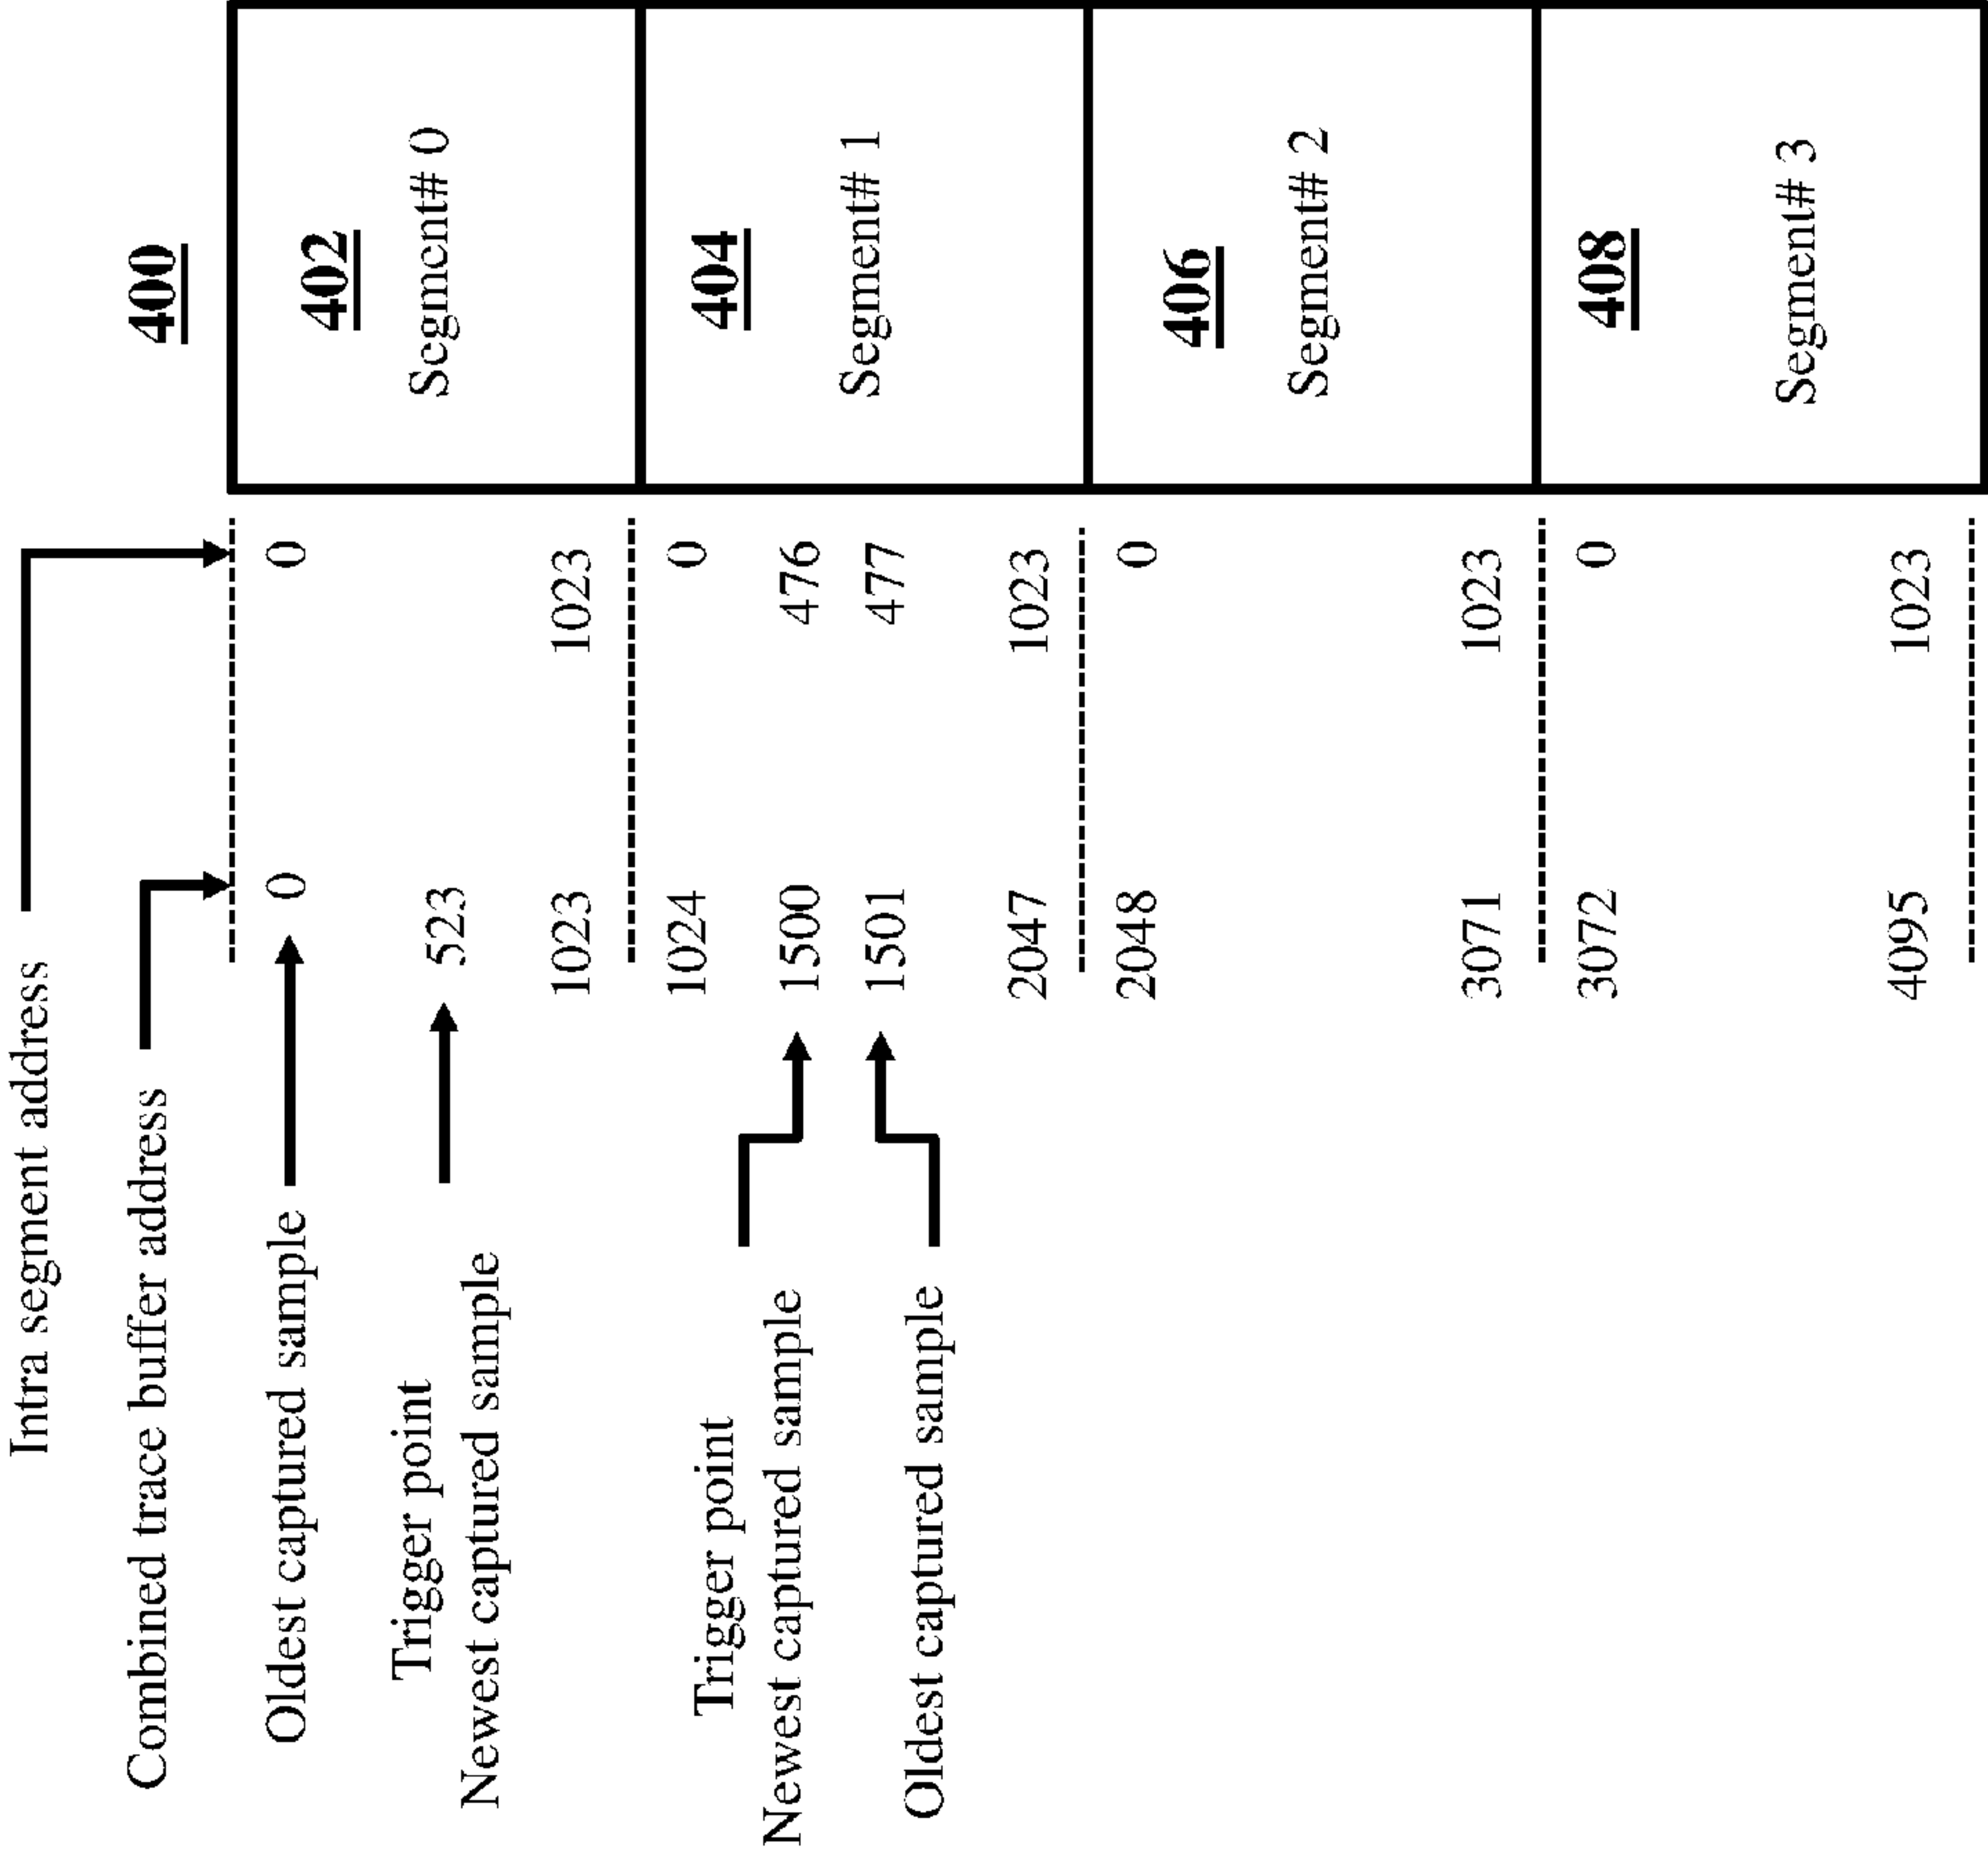 Intra segment address
Combined trace buffer address
400
Oldest captured sample
0
0
402
Segment# 0
Trigger point
Newest captured sample
523
1023
1023
1024
0
404
Segment# 1
Trigger point
Newest captured sample
1500
476
Oldest captured sample
1501
477
2047
1023
2048
0
406
Segment# 2
3071
1023
3072
0
408
Segment# 3
4095
1023